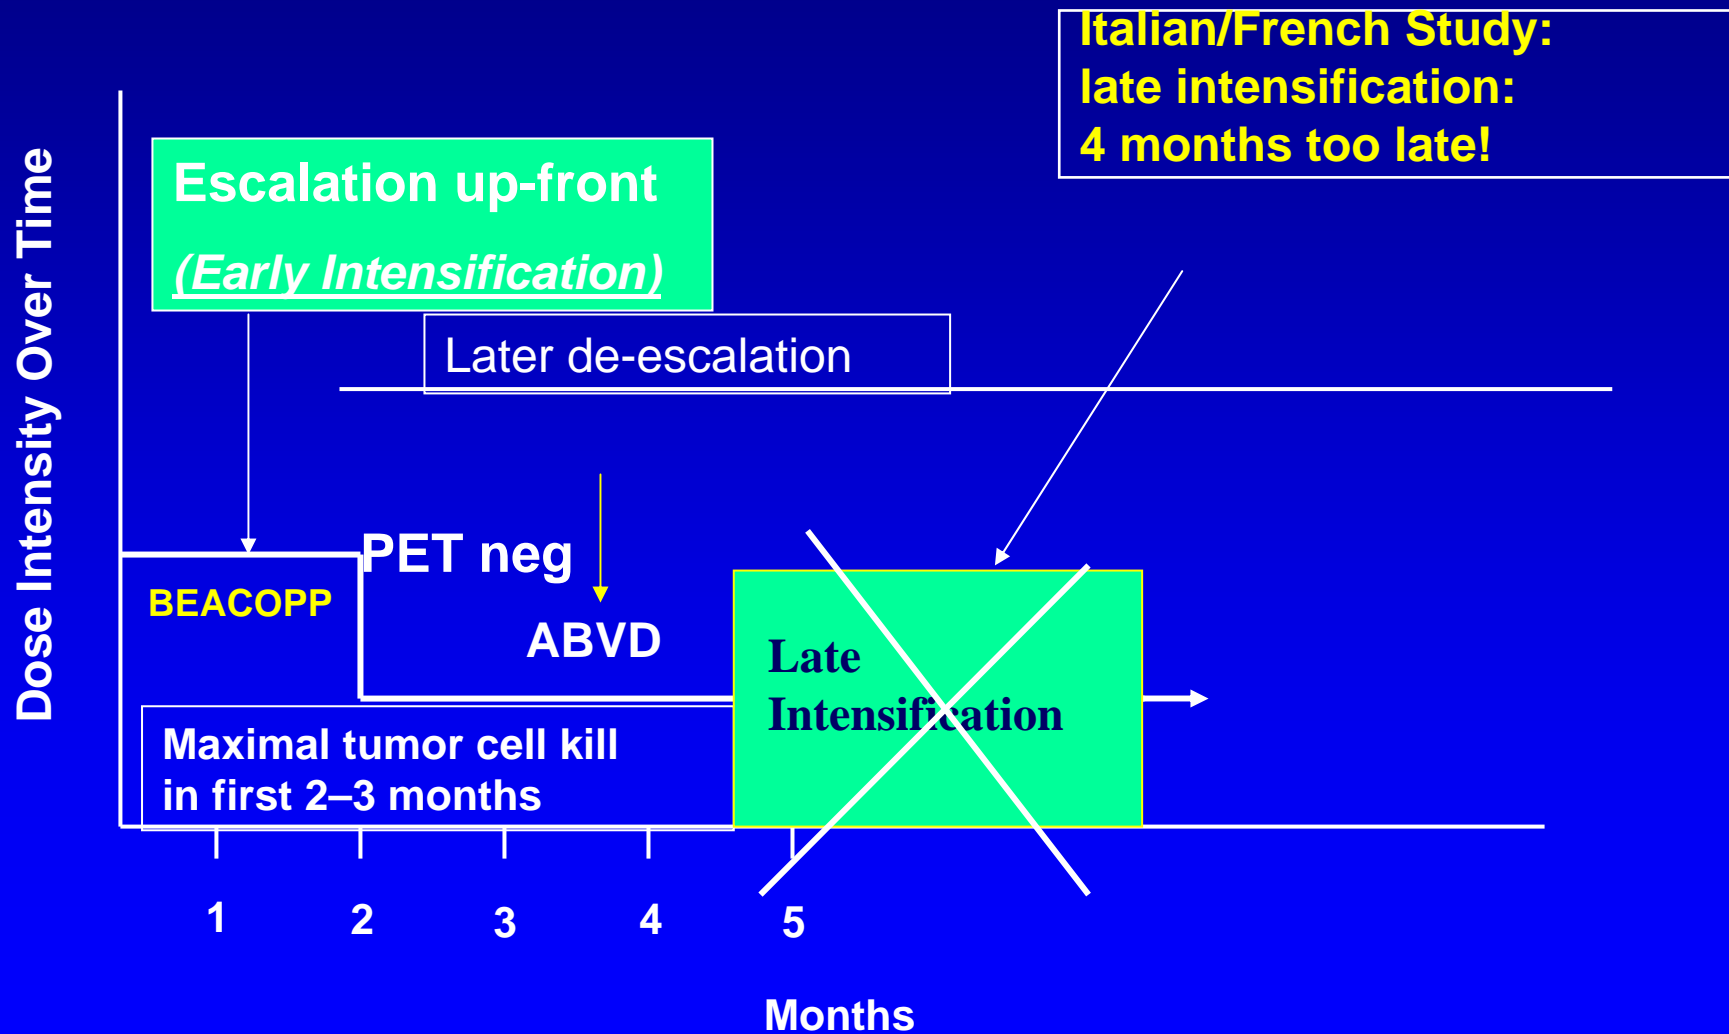 Italian/French Study:
late intensification:
4 months too late!
Escalation up-front
(Early Intensification)
Later de-escalation
Dose Intensity Over Time
PET neg
BEACOPP
ABVD
Late
Intensification
Maximal tumor cell kill
in first 2–3 months
1 2 3 4 5
Months